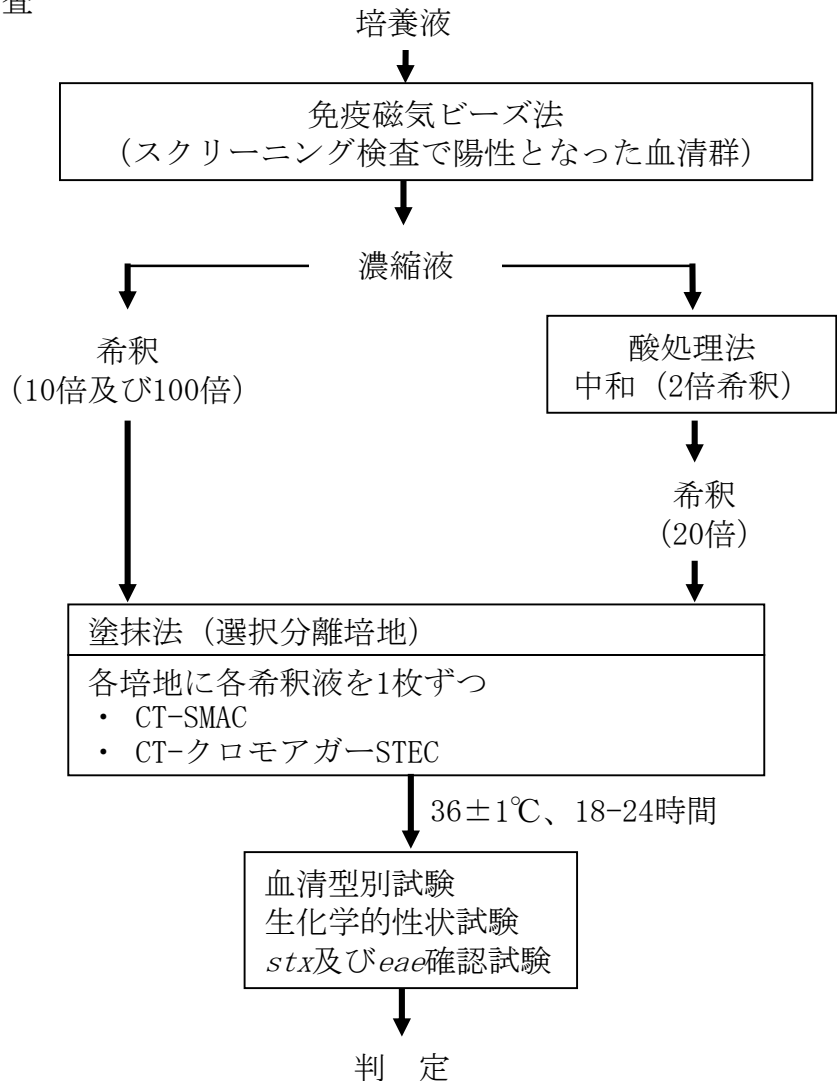 査
培養液
免疫磁気ビーズ法
（スクリーニング検査で陽性となった血清群）
濃縮液
希釈
（10倍及び100倍）
酸処理法
中和（2倍希釈）
希釈
（20倍）
塗抹法（選択分離培地）
各培地に各希釈液を1枚ずつ
・ CT-SMAC
・ CT-クロモアガーSTEC
36±1℃、18-24時間
血清型別試験
生化学的性状試験
stx及びeae確認試験
判　定